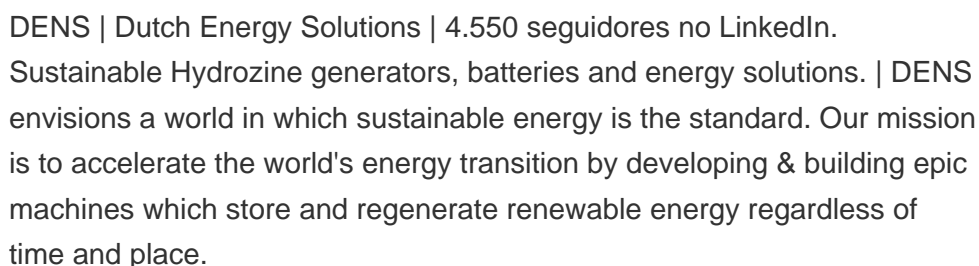 DENS | Dutch Energy Solutions | 4.550 seguidores no LinkedIn.
Sustainable Hydrozine generators, batteries and energy solutions. | DENS
envisions a world in which sustainable energy is the standard. Our mission
is to accelerate the world's energy transition by developing & building epic
machines which store and regenerate renewable energy regardless of
time and place.